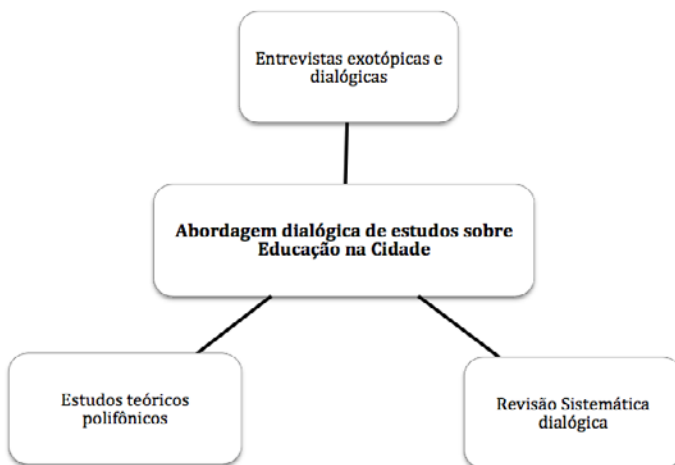 Entrevistas exotópicas e
dialógicas
Abordagem dialógica de estudos sobre
Educação na Cidade
Estudos teóricos
polifônicos
Revisão Sistemática
dialógica